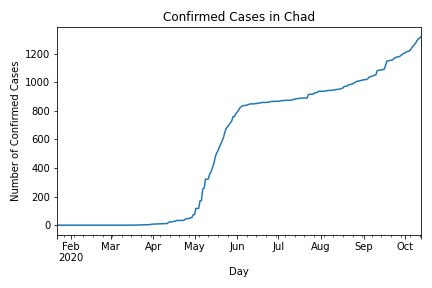 Confirmed Cases in Chad
Number of Confirmed Cases
1200
1000
800
600
400
200
0
Feb Mar Apr May Jun Jul Aug Sep Oct
2020
Day